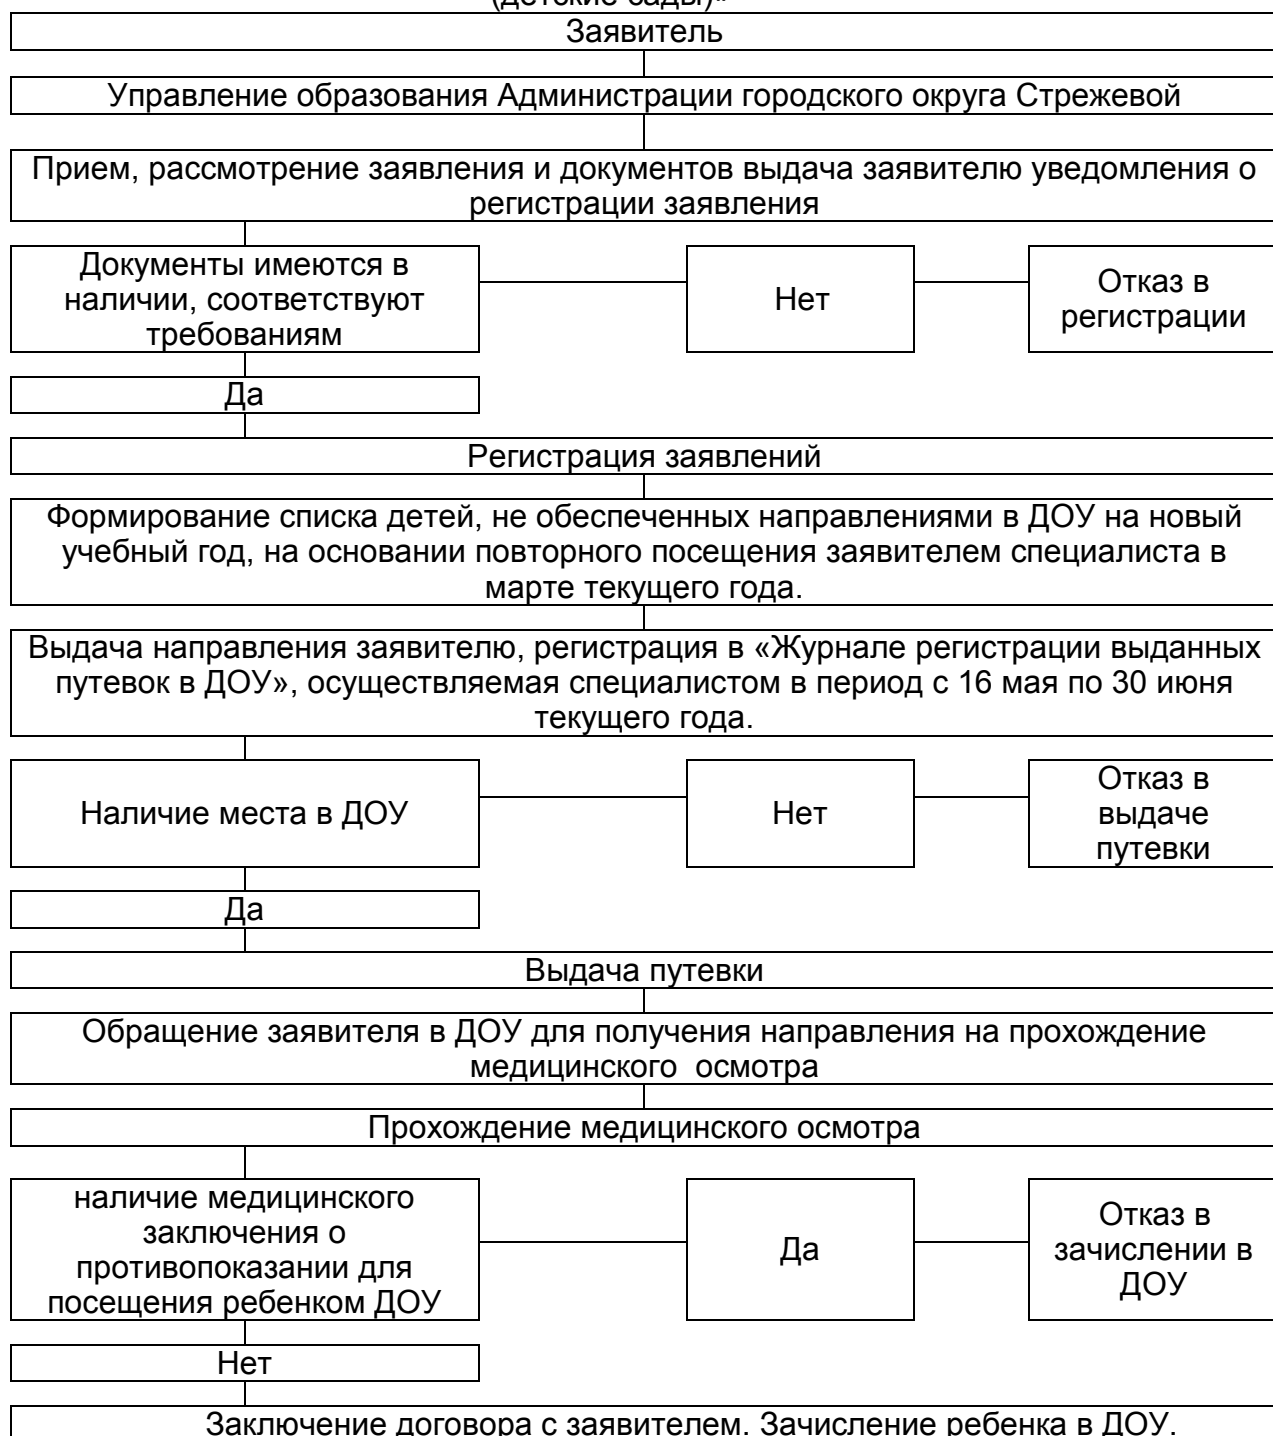 (детские сады)»
Заявитель
Управление образования Администрации городского округа Стрежевой
Прием, рассмотрение заявления и документов выдача заявителю уведомления о
регистрации заявления
Документы имеются в
наличии, соответствуют
требованиям
Нет
Отказ в
регистрации
Да
Регистрация заявлений
Формирование списка детей, не обеспеченных направлениями в ДОУ на новый
учебный год, на основании повторного посещения заявителем специалиста в
марте текущего года.
Выдача направления заявителю, регистрация в «Журнале регистрации выданных
путевок в ДОУ», осуществляемая специалистом в период с 16 мая по 30 июня
текущего года.
Наличие места в ДОУ
Нет
Отказ в
выдаче
путевки
Да
Выдача путевки
Обращение заявителя в ДОУ для получения направления на прохождение
медицинского  осмотра
Прохождение медицинского осмотра
наличие медицинского
заключения о
противопоказании для
посещения ребенком ДОУ
Да
Отказ в
зачислении в
ДОУ
Нет
Заключение договора с заявителем. Зачисление ребенка в ДОУ.